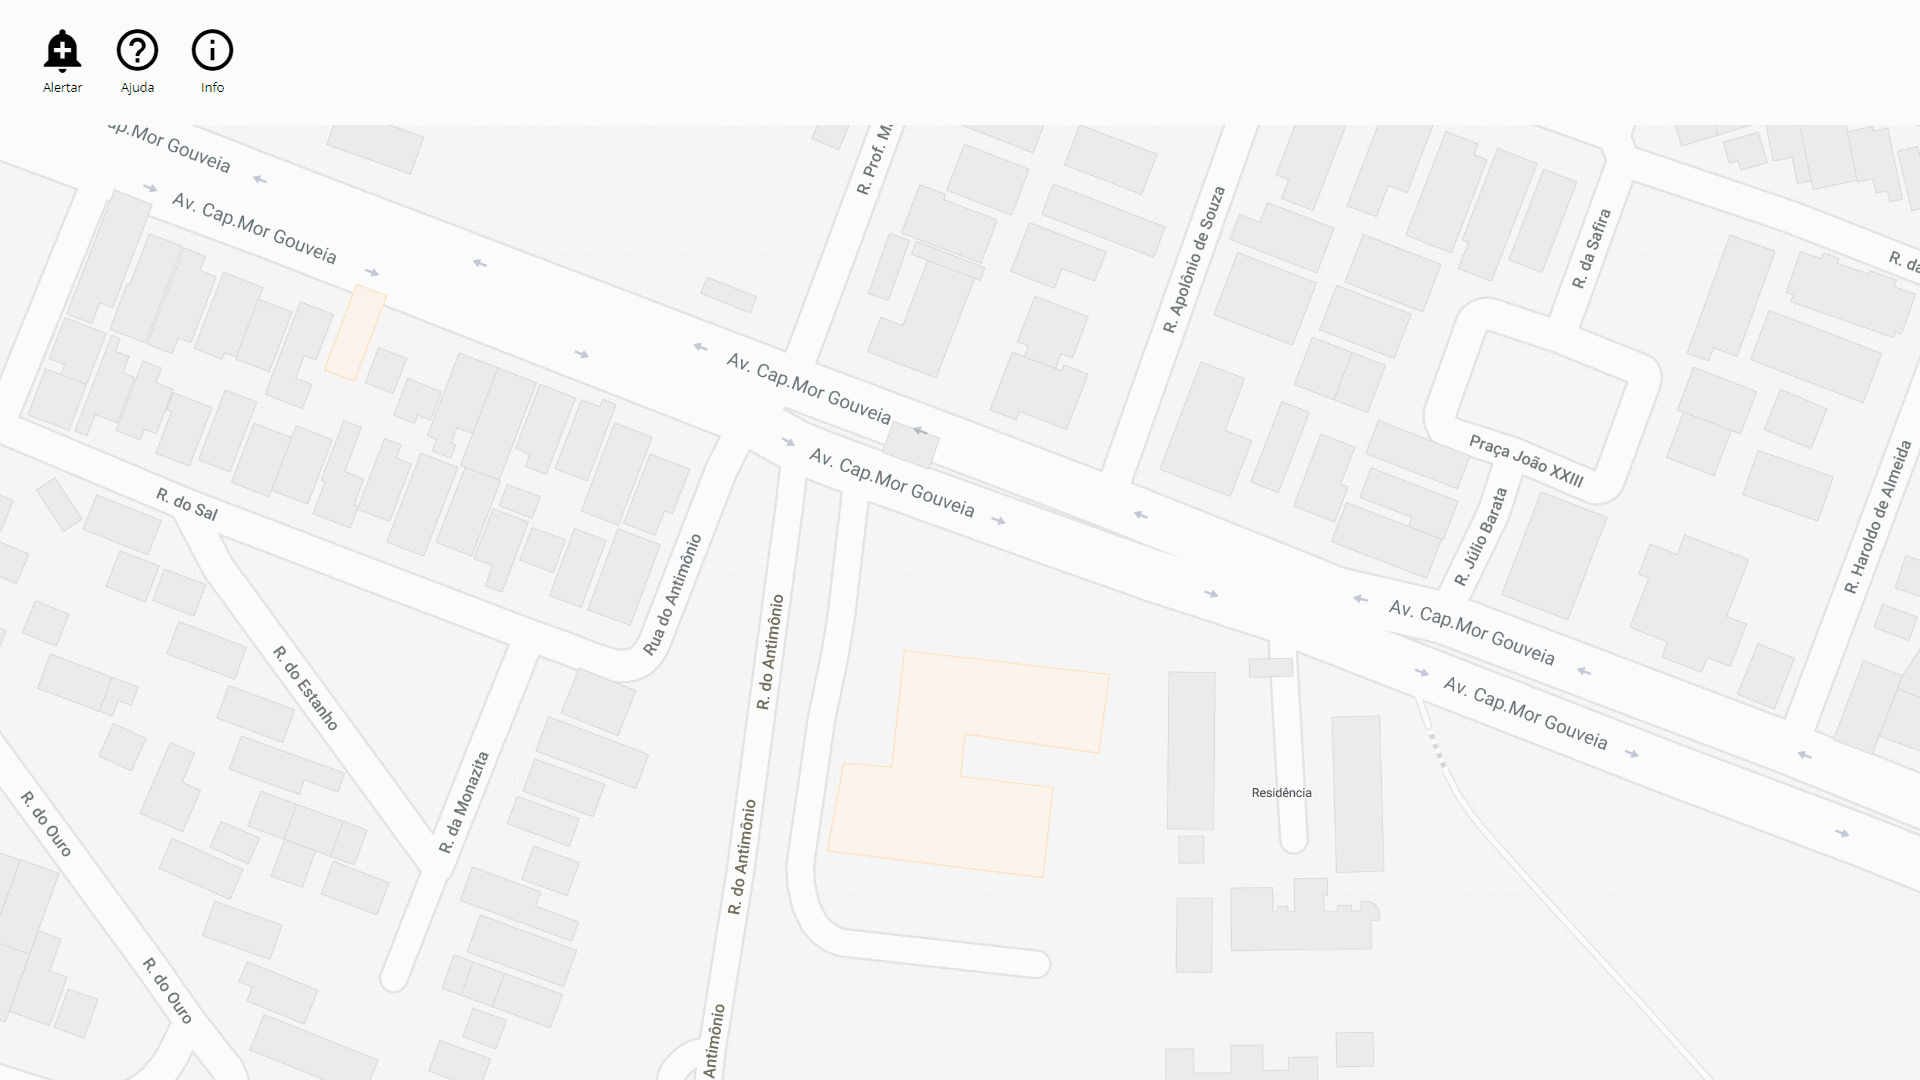 Alertar
Ajuda
Info
Mor Gouveia
Av. Cap.Mor Gouveia
R. Prof.
R. Apolônio de Souza
R. da Safira
Av. Cap.Mor Gouveia
Av. Cap.Mor Gouveia
Praça João XXIII
R. Júlio Barata
R. Haroldo de Almeida
R. do Sal
Rua do Antimônio
R. do Antimônio
Av. Cap.Mor Gouveia
Av. Cap.Mor Gouveia
R. do Estanho
R. da Monazita
Residência
R. do Ouro
R. do Antimônio
R. do Ouro
Antimônio